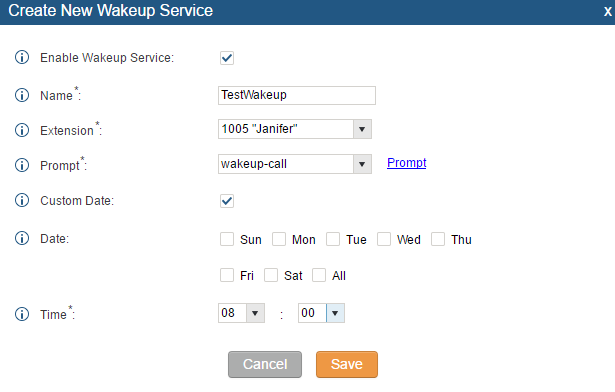 Create New Wakeup Service x
Enable Wakeup Service:
Name*: TestWakeup
Extension*: 1005 "Janifer"
Prompt*: wakeup-call Prompt
Custom Date:
Date: Sun Mon Tue Wed Thu
Fri Sat All
Time*: 08 : 00
Cancel Save